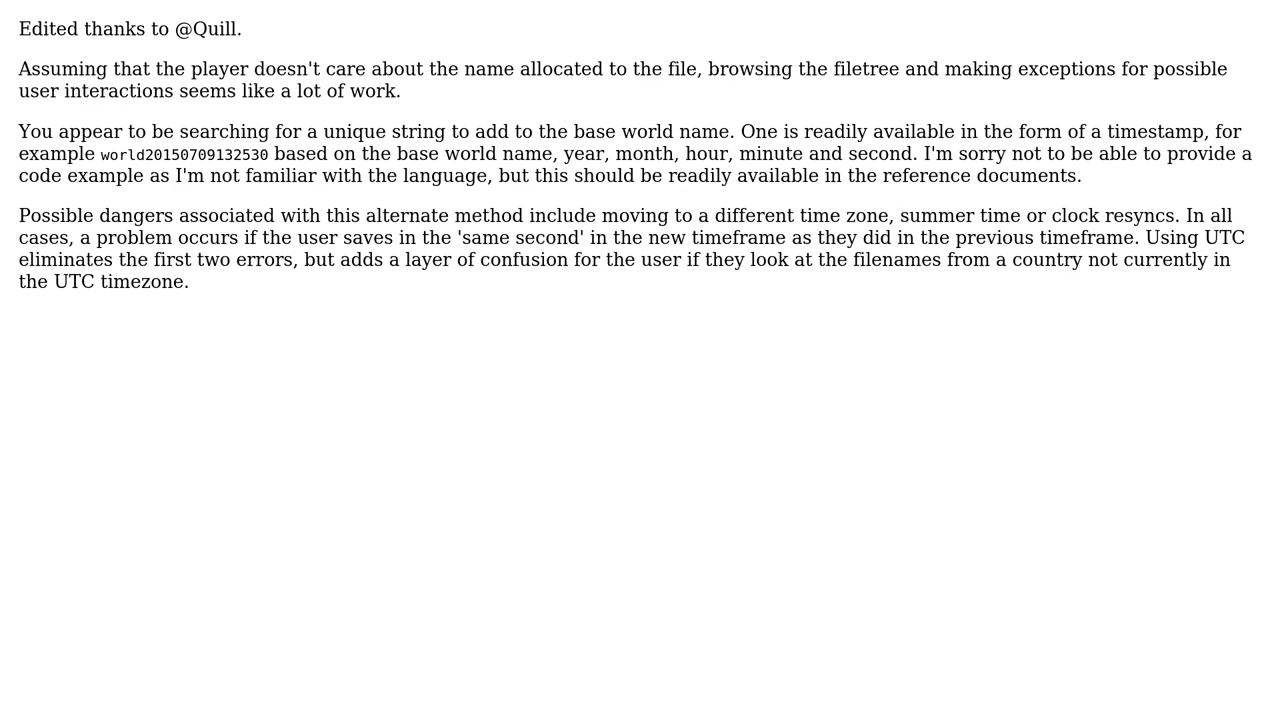 Edited thanks to @Quill.
Assuming that the player doesn't care about the name allocated to the file, browsing the filetree and making exceptions for possible
user interactions seems like a lot of work.
You appear to be searching for a unique string to add to the base world name. One is readily available in the form of a timestamp, for
example world20150709132530 based on the base world name, year, month, hour, minute and second. I'm sorry not to be able to provide a
code example as I'm not familiar with the language, but this should be readily available in the reference documents.
Possible dangers associated with this alternate method include moving to a different time zone, summer time or clock resyncs. In all
cases, a problem occurs if the user saves in the 'same second' in the new timeframe as they did in the previous timeframe. Using UTC
eliminates the first two errors, but adds a layer of confusion for the user if they look at the filenames from a country not currently in
the UTC timezone.